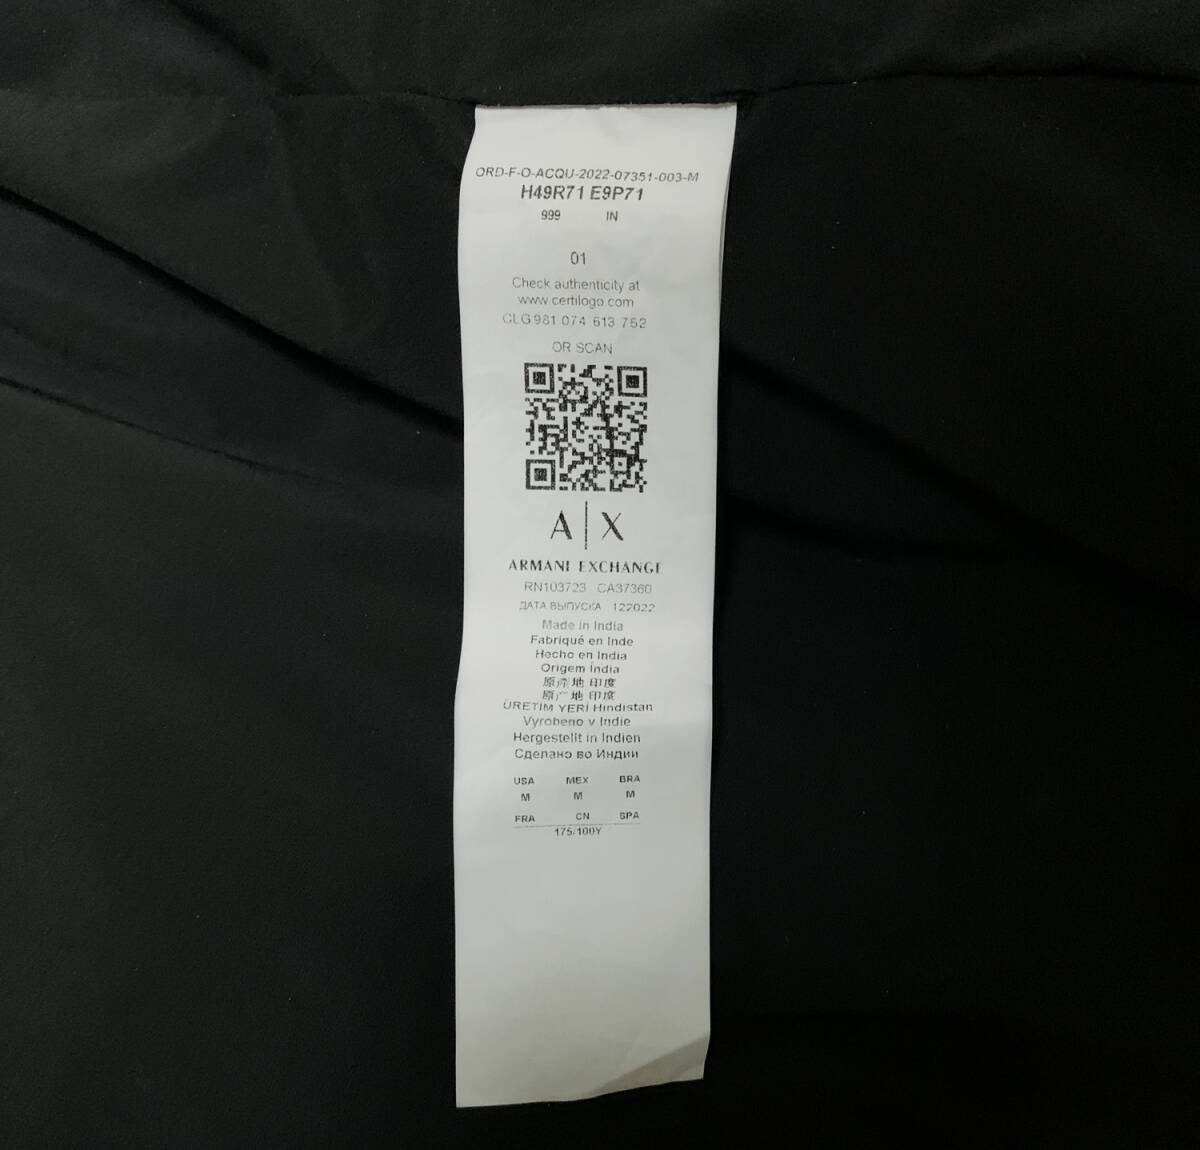 ORD-F-O-ACQU-2022-07351-003-M
H49R71 E9P71
999 IN
01
Check authenticity at
www certilogo.com
CLG 981 074 613 752
OR SCAN
A|X
ARMANI EXCHANGE
RN103723 CA37360
ДАТА ВЫПУСКА 122022
Made in India
Fabriqué en Inde
Hecho en India
Origem Índia
原產地 印度
原产地 印度
ÜRETİM YERİ Hindistan
Vyrobeno v Indie
Hergestellt in Indien
Сделано во Индии
USA MEX BRA
M M M
FRA CN SPA
175/100Y